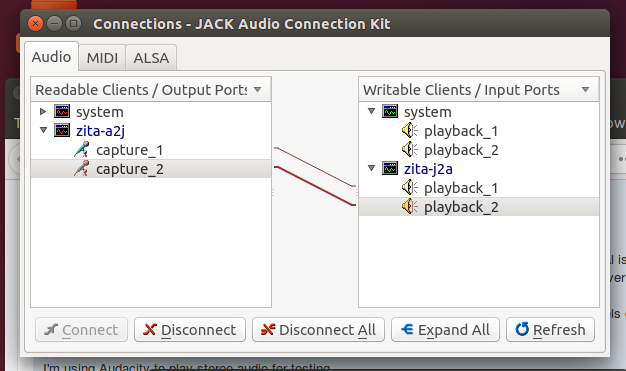 Connections - JACK Audio Connection Kit
Audio MIDI ALSA
Readable Clients / Output Ports Writable Clients / Input Ports
system system
zita-a2j playback_1
capture_1 playback_2
capture_2 zita-j2a
playback_1
playback_2
Connect Disconnect Disconnect All Expand All Refresh
I'm using Audacity to play stereo audio for testing